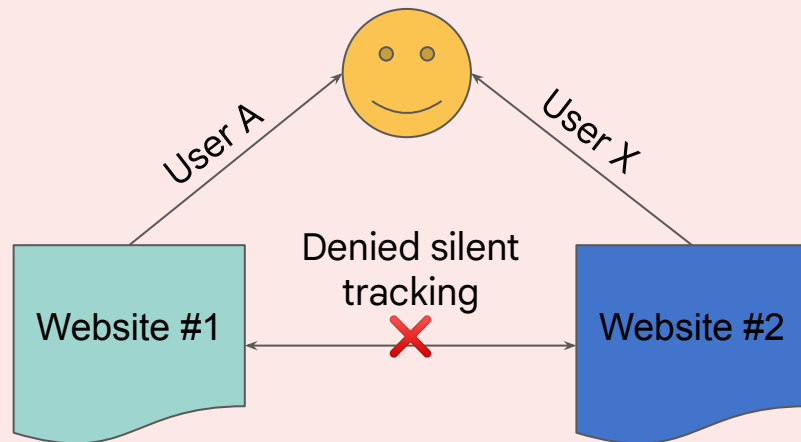 User A
User X
Denied silent
tracking
Website #1
Website #2